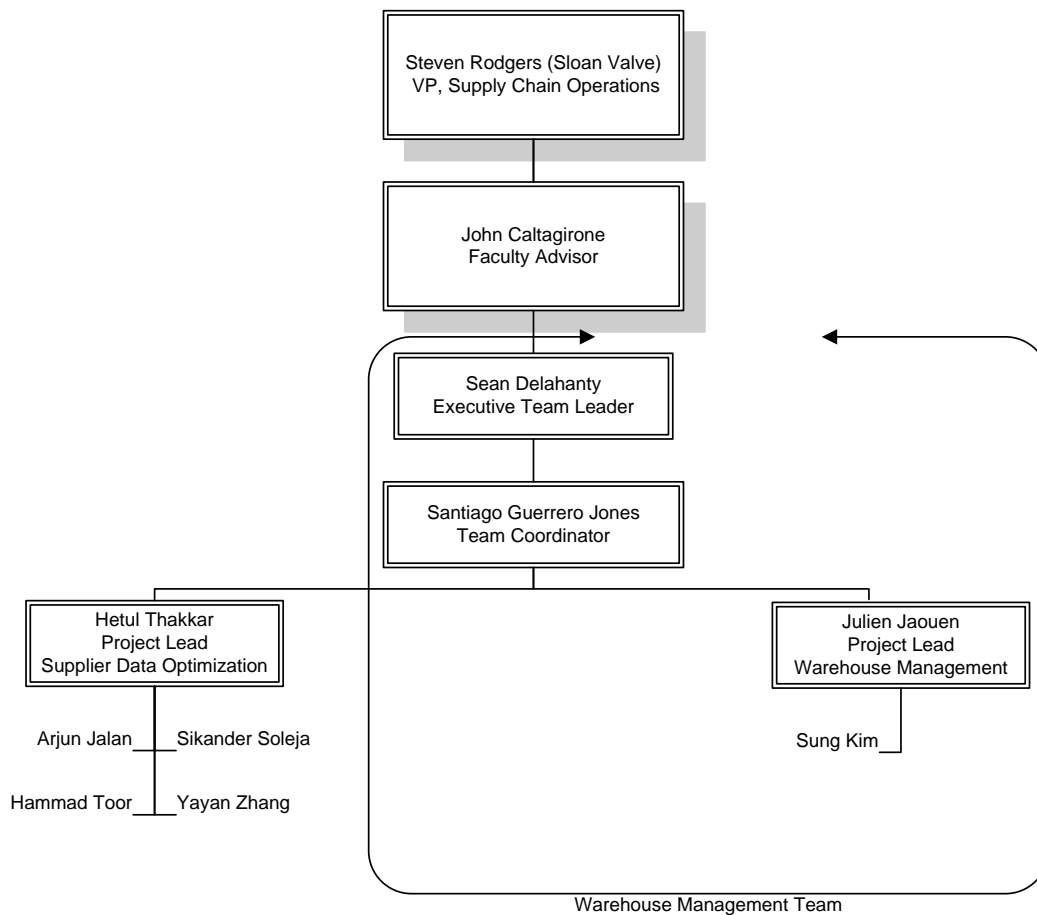 Steven Rodgers (Sloan Valve)
VP, Supply Chain Operations
John Caltagirone
Faculty Advisor
Sean Delahanty
Executive Team Leader
Santiago Guerrero Jones
Team Coordinator
Hetul Thakkar
Project Lead
Supplier Data Optimization
Julien Jaouen
Project Lead
Warehouse Management
Arjun Jalan
Sikander Soleja
Sung Kim
Hammad Toor
Yayan Zhang
Warehouse Management Team